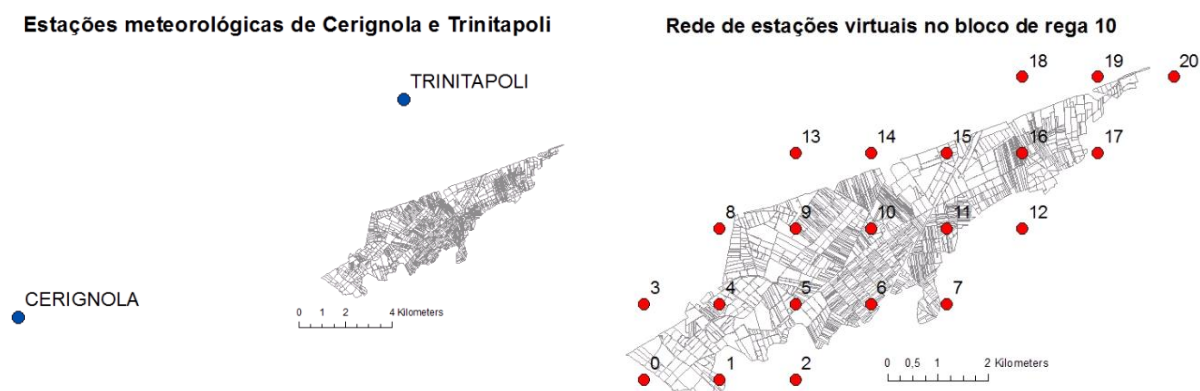 Estações meteorológicas de Cerignola e Trinitapoli
TRINITAPOLI
CERIGNOLA
0 1 2 4 Kilometers
Rede de estações virtuais no bloco de rega 10
18 19 20
13 14 15 16 17
8 9 10 11 12
3 4 5 6 7
0 1 2
0 0,5 1 2 Kilometers